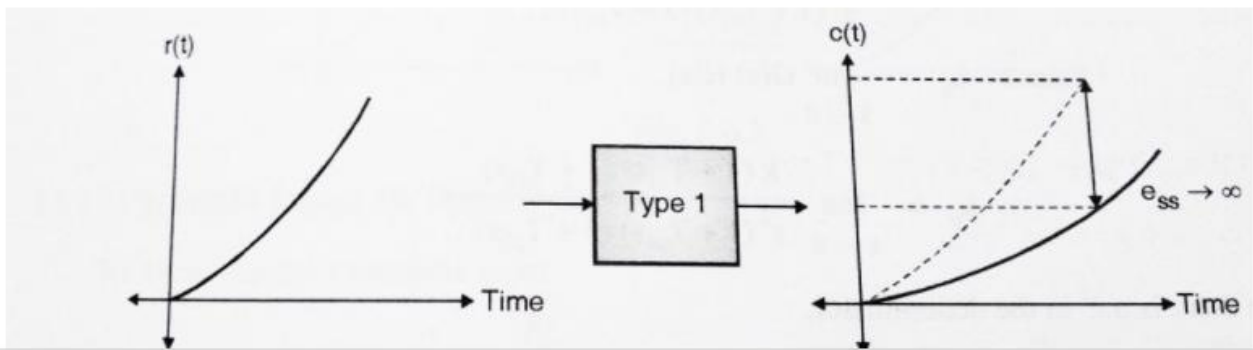 r(t)
Time
Type 1
c(t)
e_ss → ∞
Time